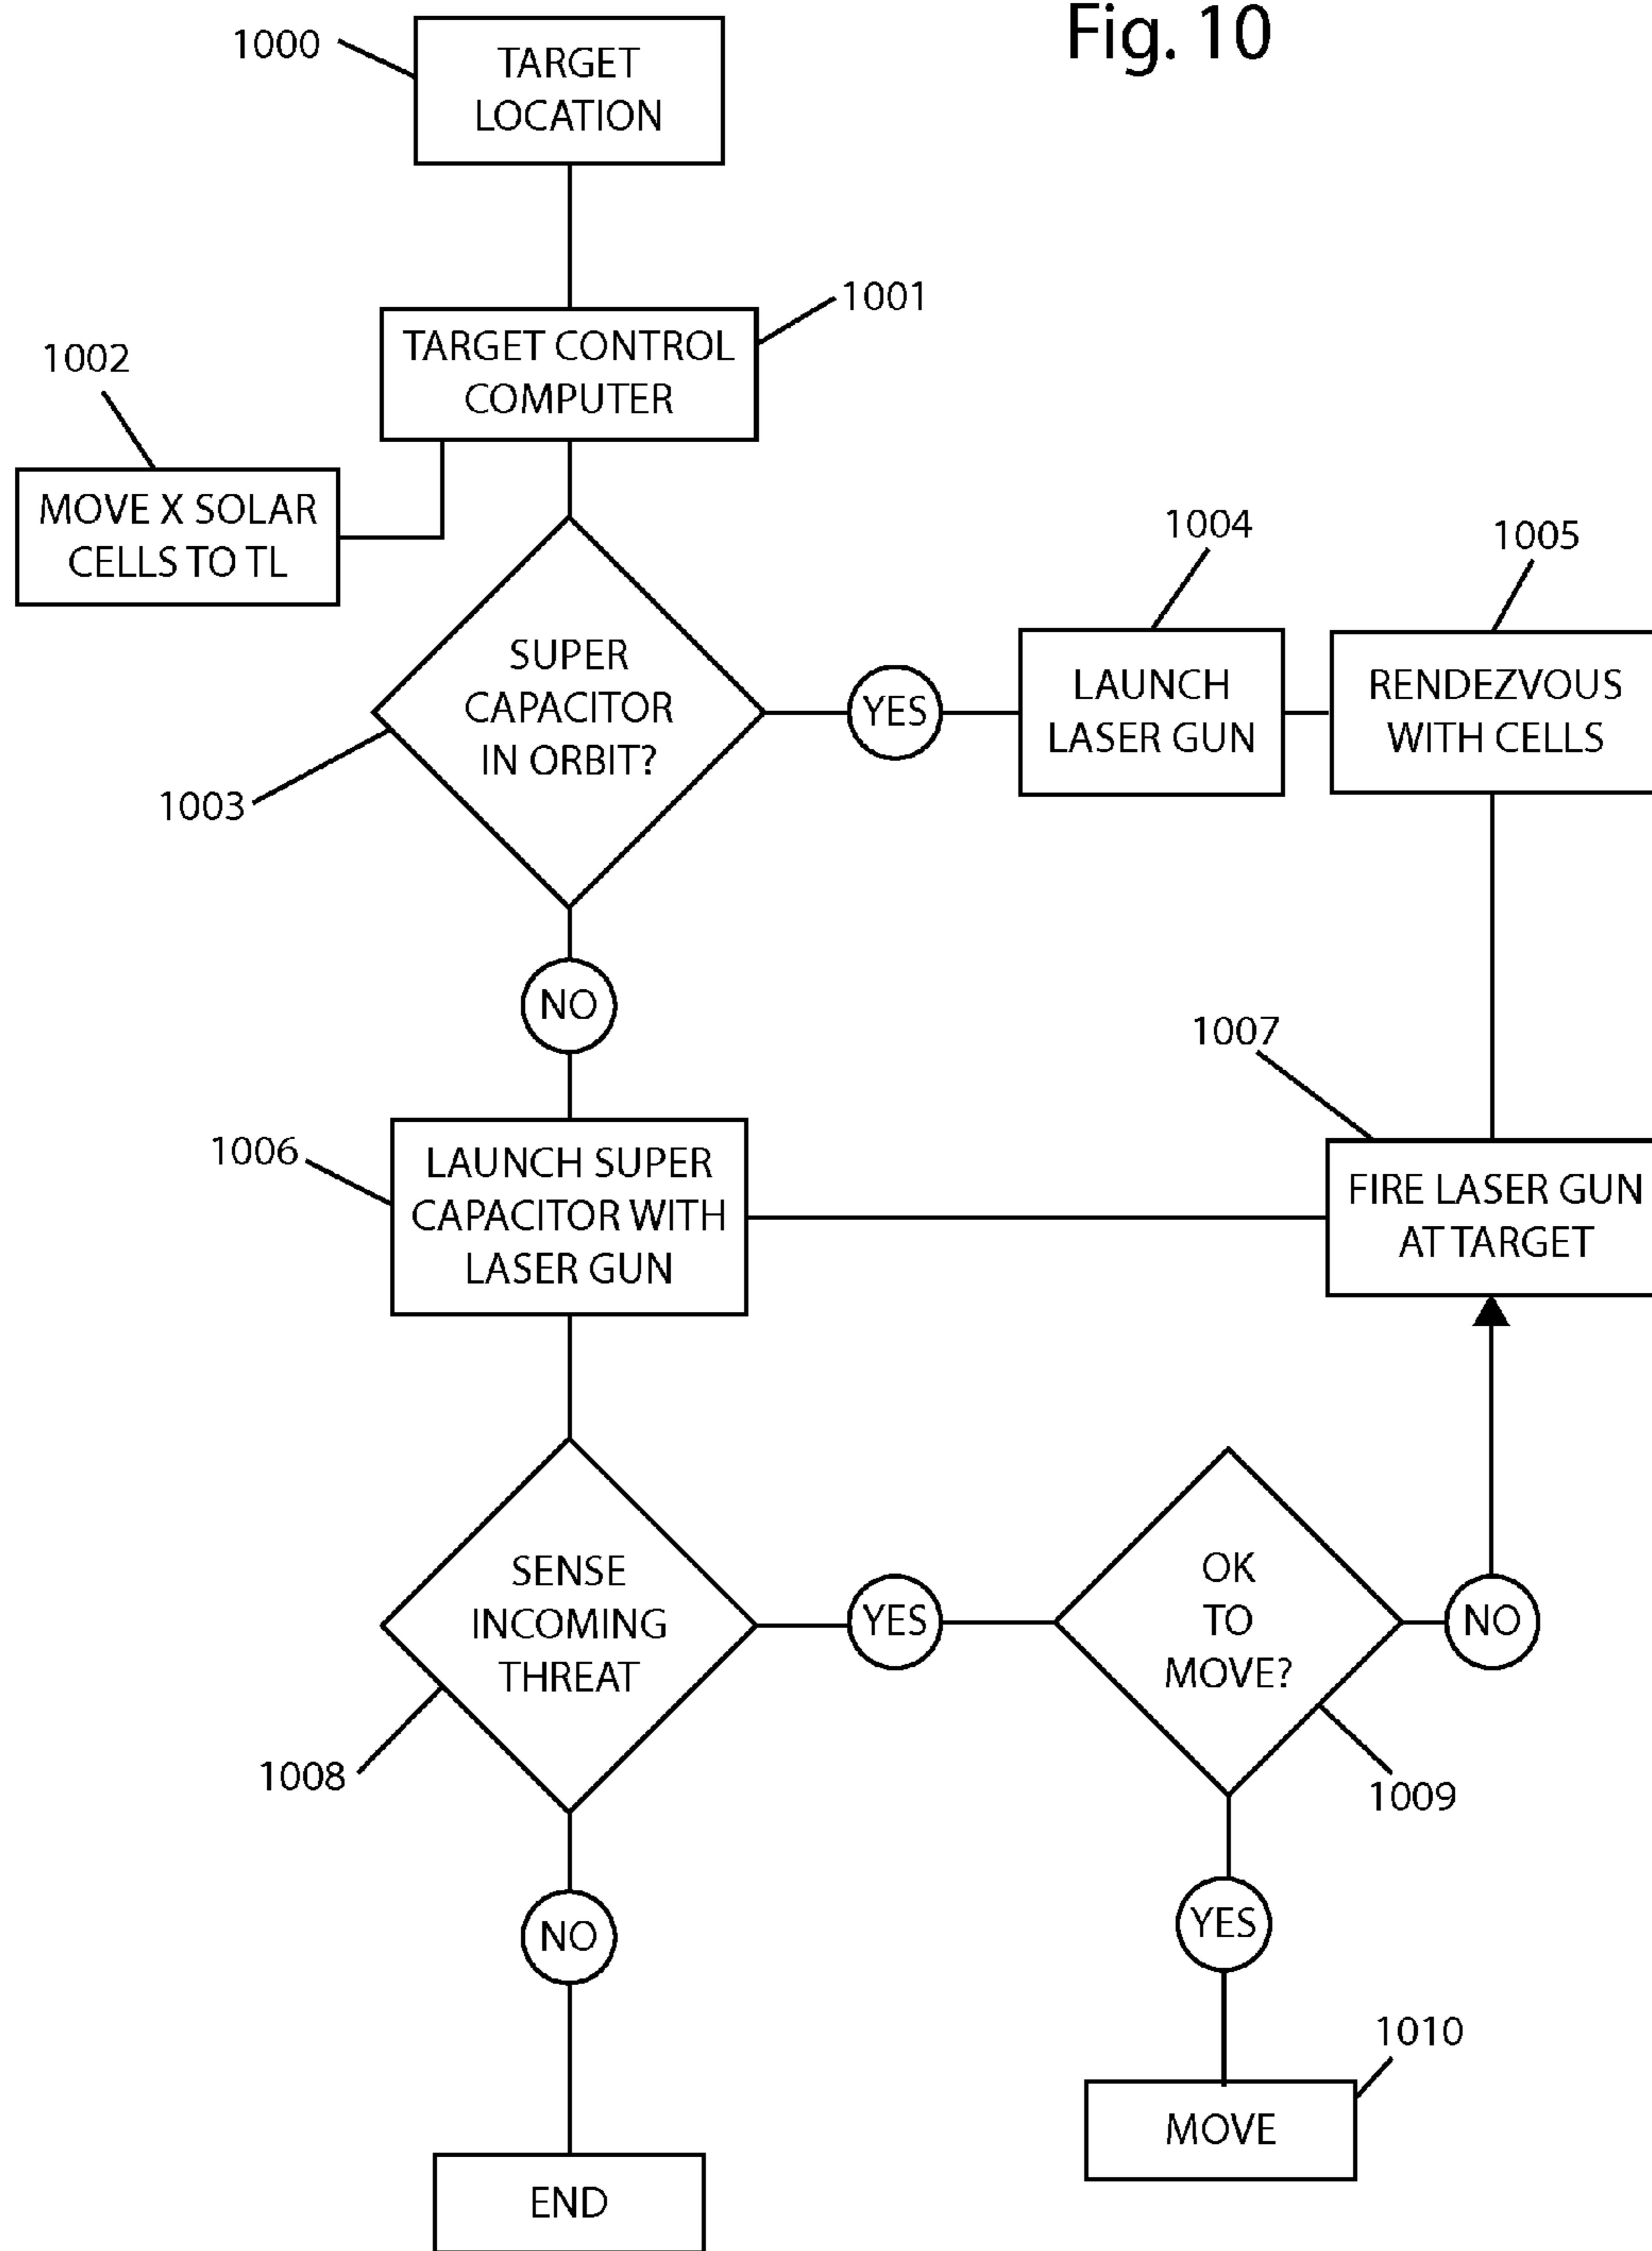 Fig. 10
1000
TARGET
LOCATION
1001
TARGET CONTROL
COMPUTER
1002
MOVE X SOLAR
CELLS TO TL
1003
SUPER
CAPACITOR
IN ORBIT?
YES
1004
LAUNCH
LASER GUN
1005
RENDEZVOUS
WITH CELLS
NO
1006
LAUNCH SUPER
CAPACITOR WITH
LASER GUN
1007
FIRE LASER GUN
AT TARGET
SENSE
INCOMING
THREAT
1008
YES
OK
TO
MOVE?
1009
NO
NO
YES
1010
MOVE
END